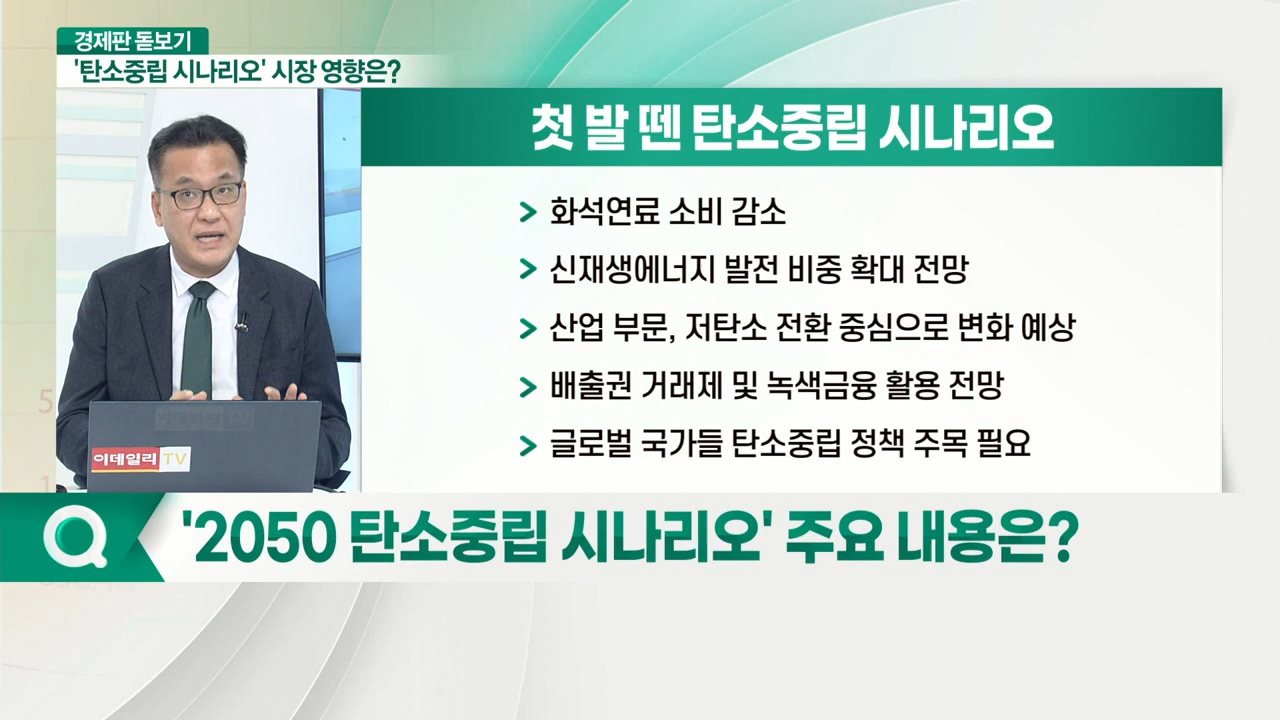 경제판 돋보기
'탄소중립 시나리오' 시장 영향은?
첫 발 뗀 탄소중립 시나리오
> 화석연료 소비 감소
> 신재생에너지 발전 비중 확대 전망
> 산업 부문, 저탄소 전환 중심으로 변화 예상
> 배출권 거래제 및 녹색금융 활용 전망
> 글로벌 국가들 탄소중립 정책 주목 필요
이데일리 TV
'2050 탄소중립 시나리오' 주요 내용은?